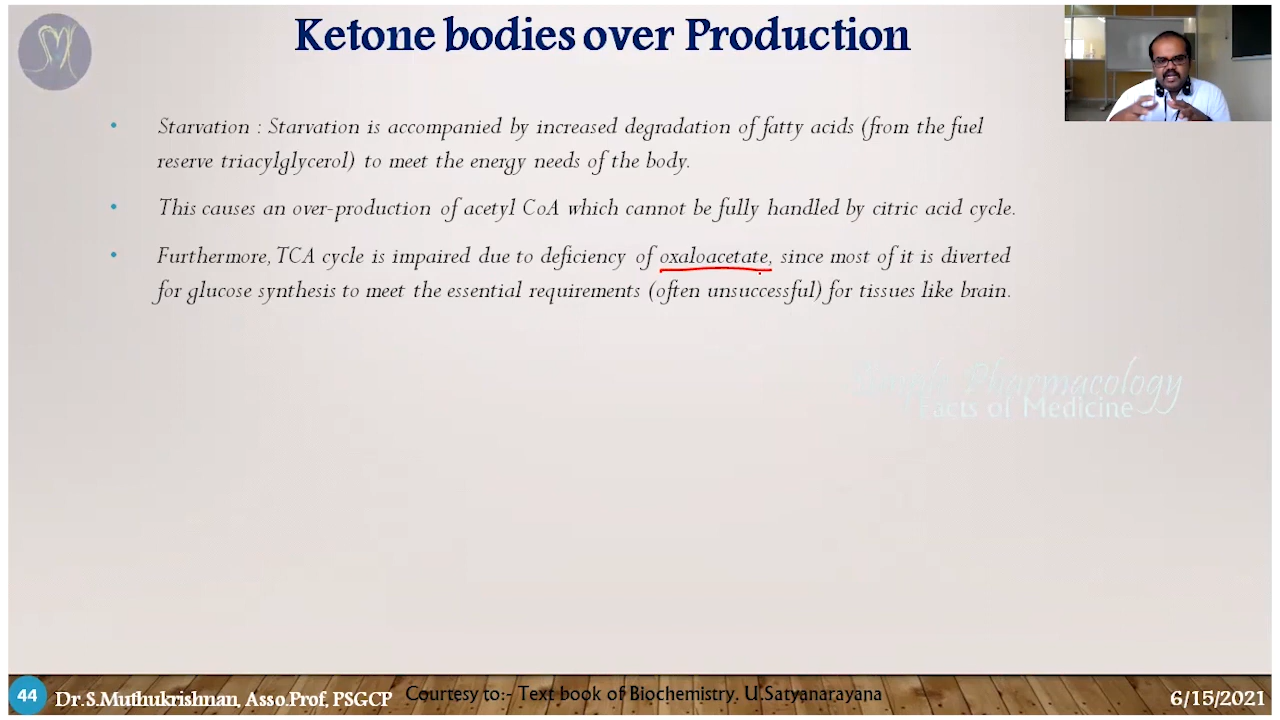 Ketone bodies over Production
• Starvation : Starvation is accompanied by increased degradation of fatty acids (from the fuel
reserve triacylglycerol) to meet the energy needs of the body.
• This causes an over-production of acetyl CoA which cannot be fully handled by citric acid cycle.
• Furthermore, TCA cycle is impaired due to deficiency of oxaloacetate, since most of it is diverted
for glucose synthesis to meet the essential requirements (often unsuccessful) for tissues like brain.
Pharmacology
Facts of Medicine
44 Dr.S.Muthukrishnan, Asso.Prof, PSGCP Courtesy to:- Text book of Biochemistry. U.Satyanarayana 6/15/2021